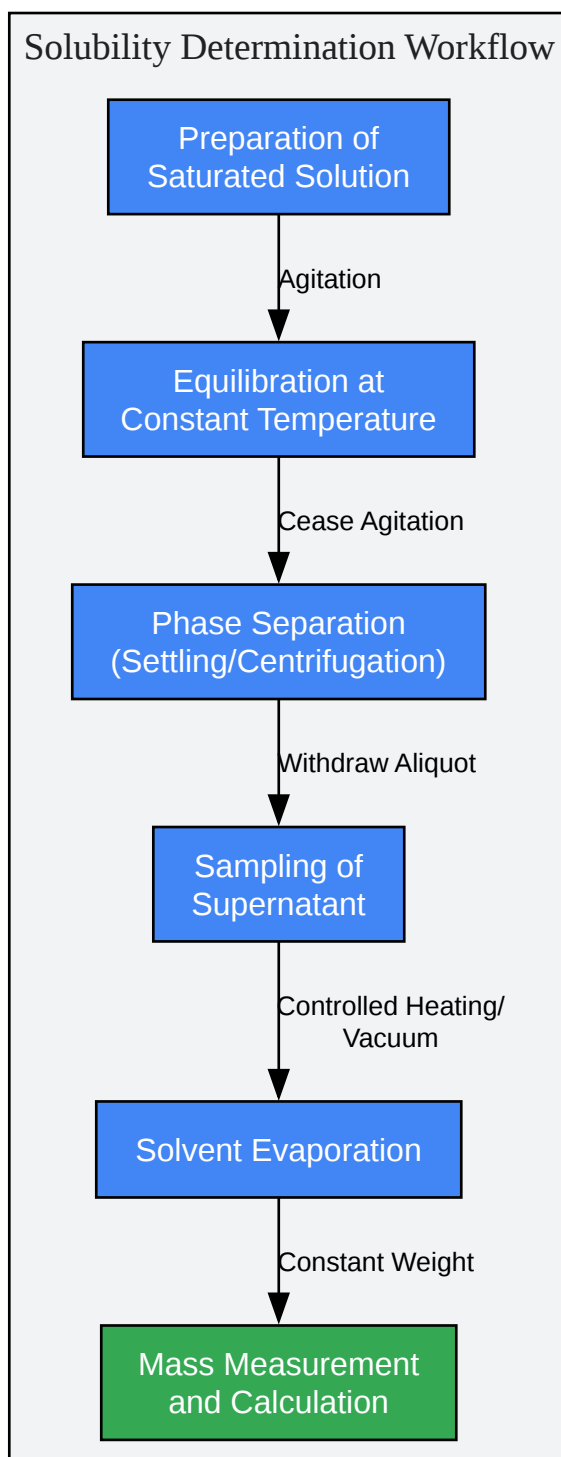 Solubility Determination Workflow
Preparation of
Saturated Solution
Agitation
Equilibration at
Constant Temperature
Cease Agitation
Phase Separation
(Settling/Centrifugation)
Withdraw Aliquot
Sampling of
Supernatant
Controlled Heating/
Vacuum
Solvent Evaporation
Constant Weight
Mass Measurement
and Calculation